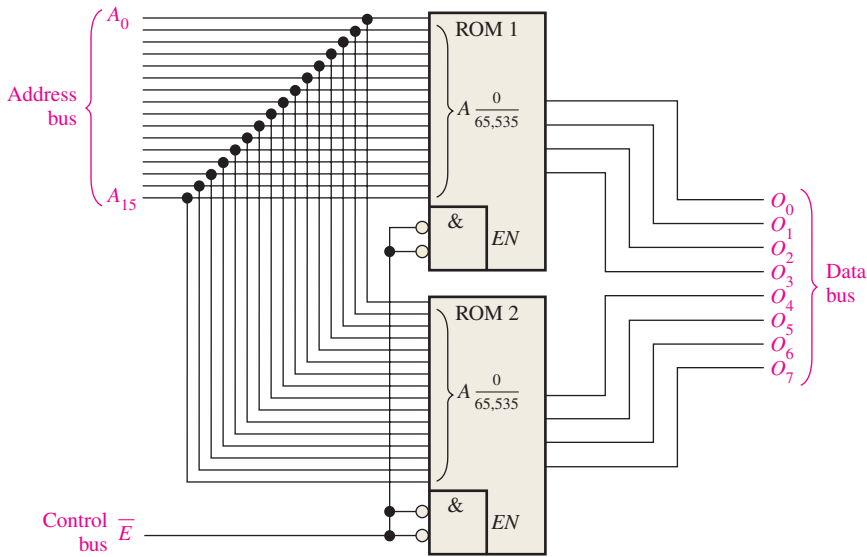 Address
bus
A₀
A₁₅
ROM 1
A 0
65,535
&
EN
O₀
O₁
O₂
O₃
O₄
O₅
O₆
O₇
Data
bus
ROM 2
A 0
65,535
&
EN
Control
bus E̅